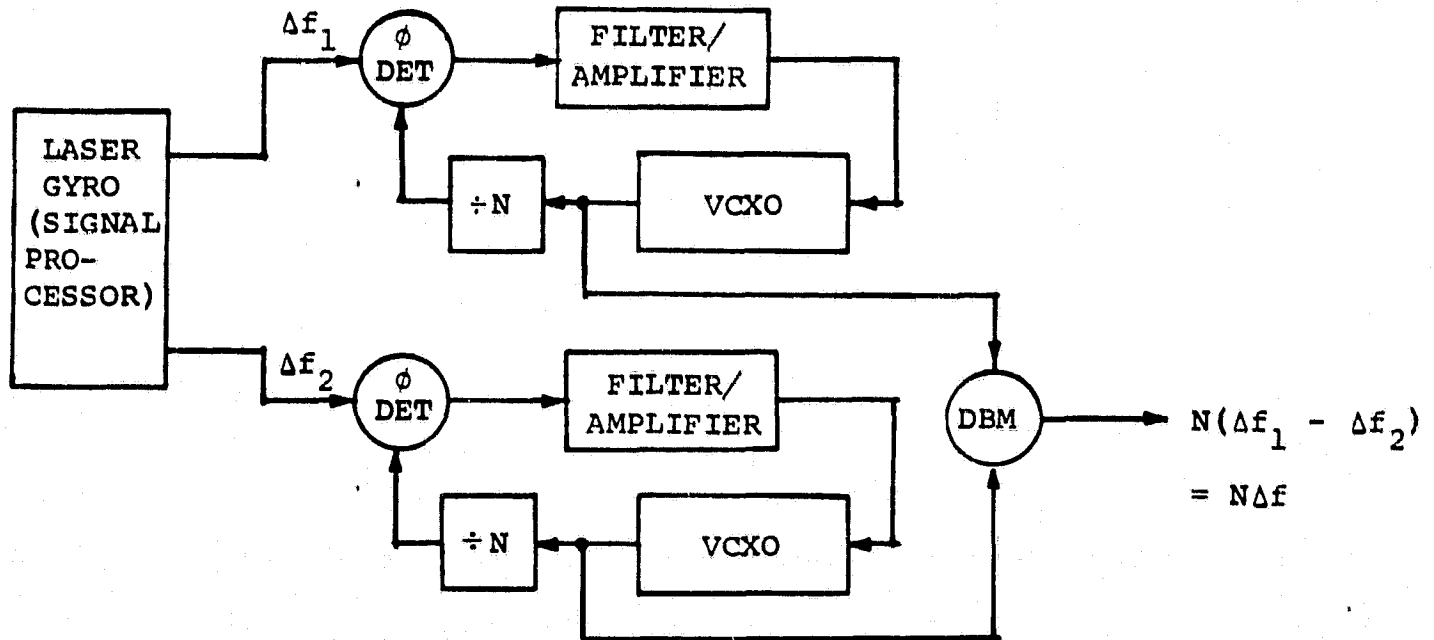 Δf₁
φ
DET
FILTER/
AMPLIFIER
LASER
GYRO
(SIGNAL
PRO-
CESSOR)
÷N
VCXO
Δf₂
φ
DET
FILTER/
AMPLIFIER
DBM
N(Δf₁ - Δf₂)
= NΔf
÷N
VCXO